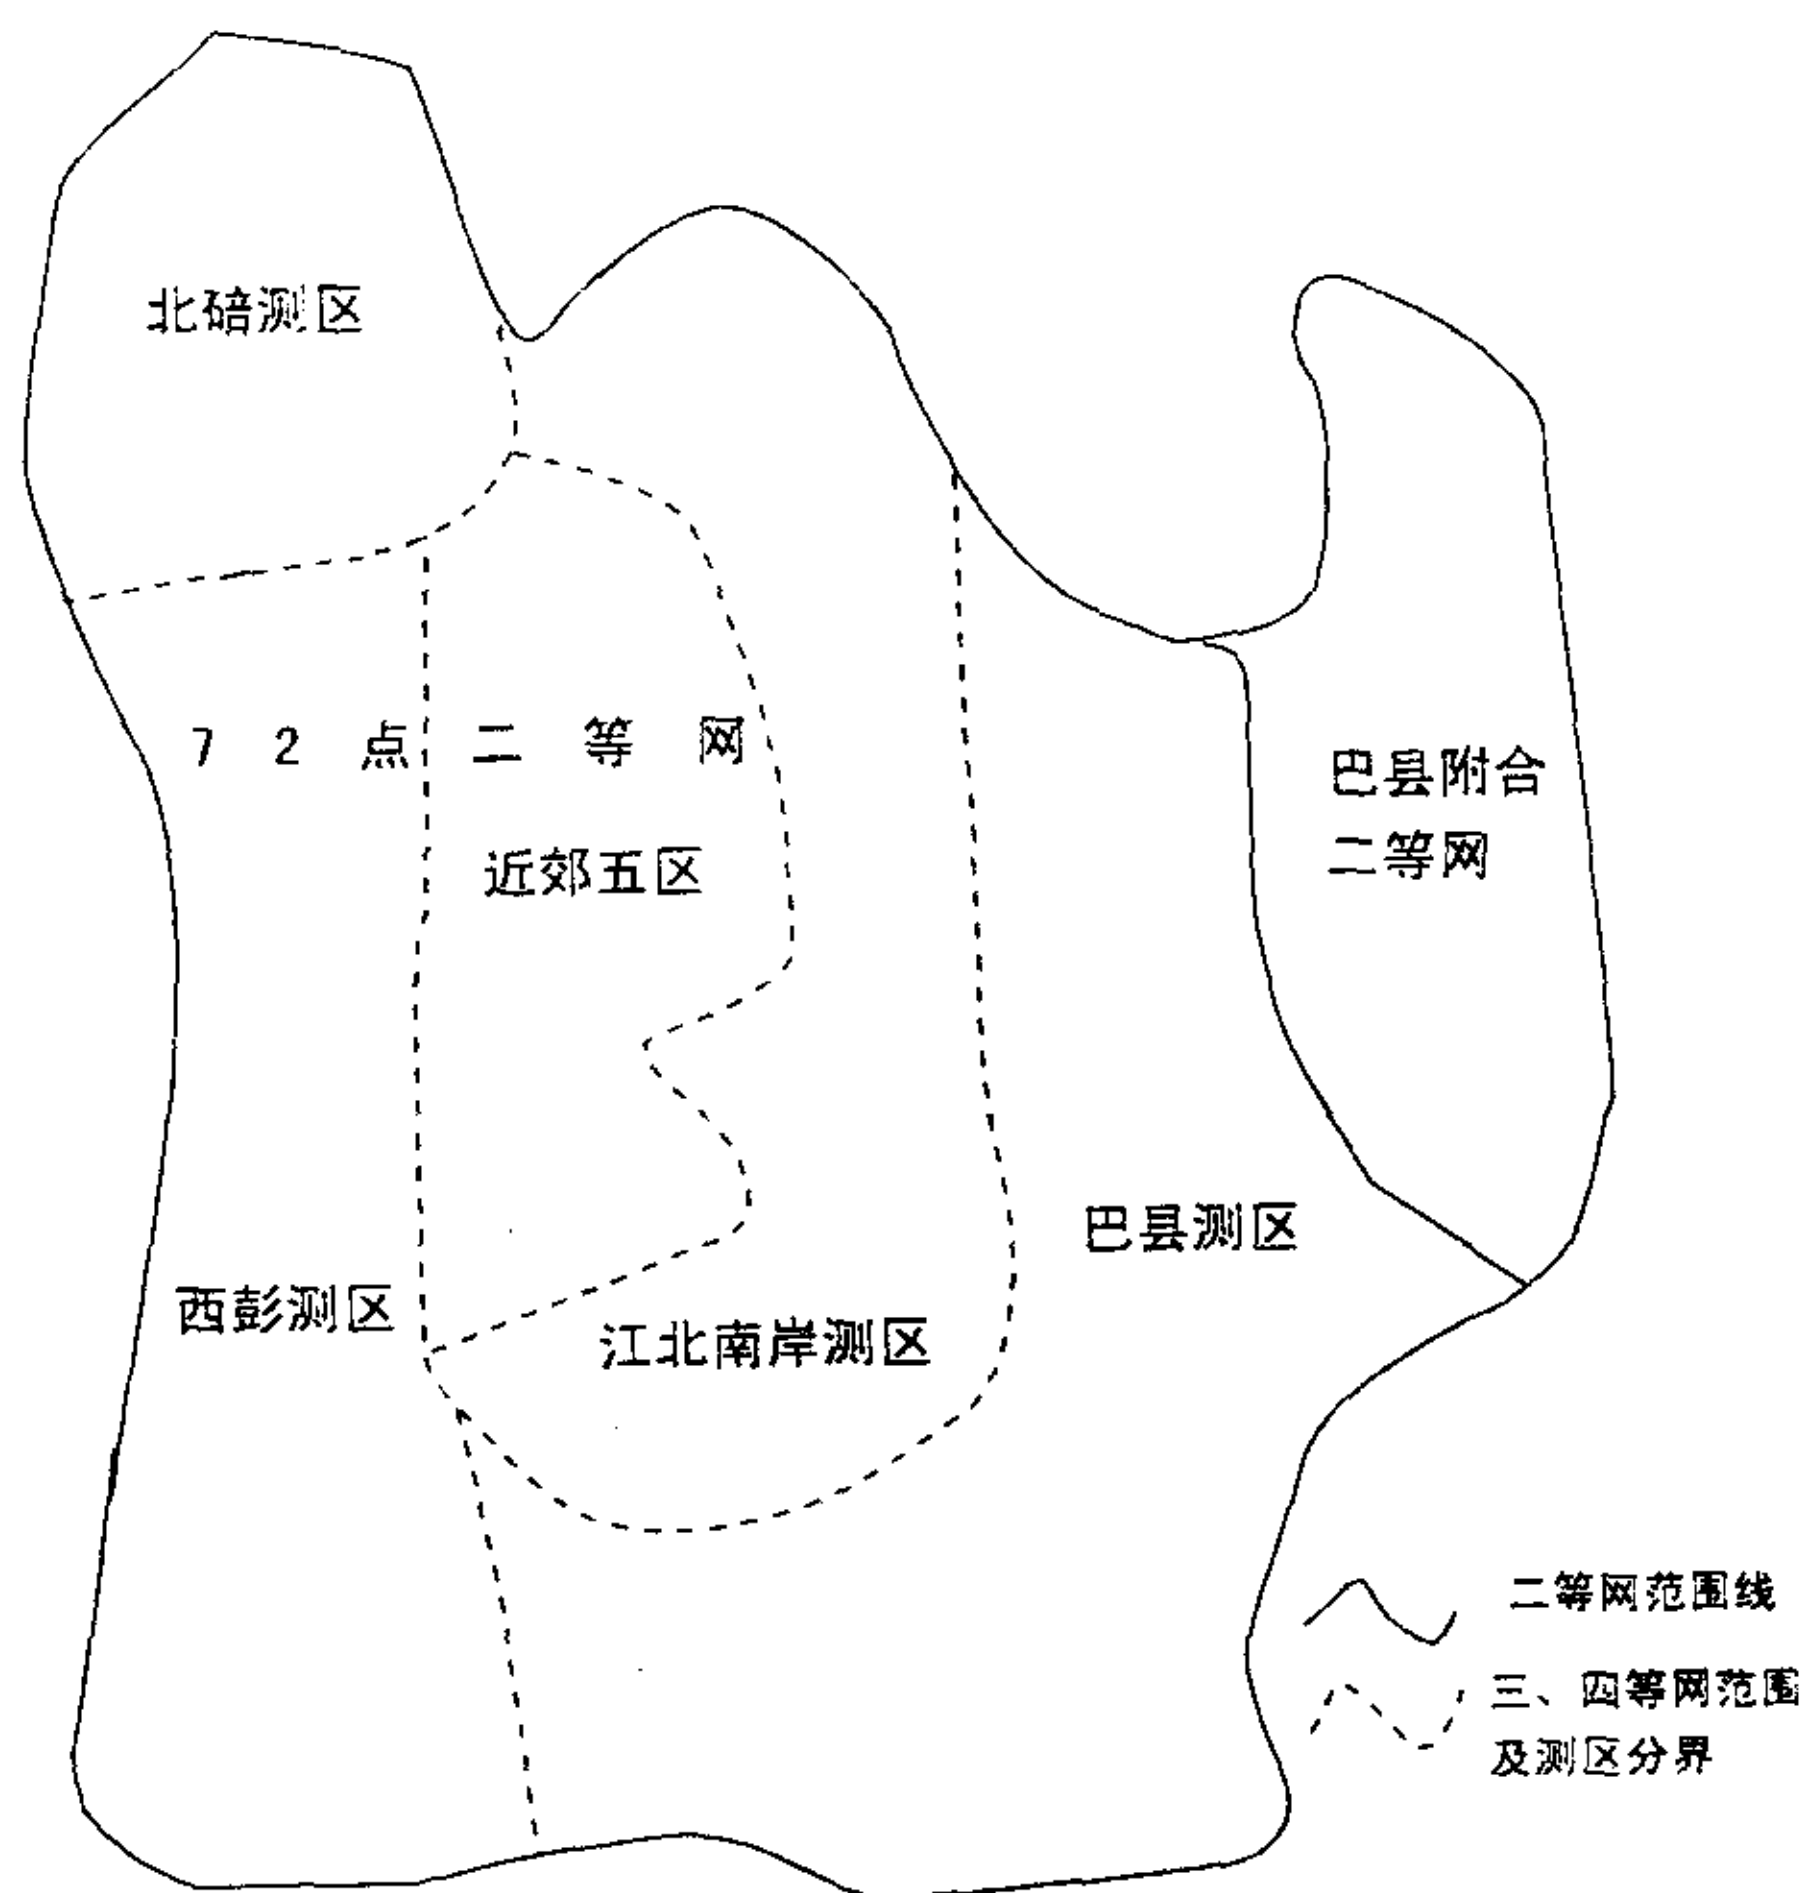 北碚测区
72点二等网
巴县附合
二等网
近郊五区
巴县测区
西彭测区
江北南岸测区
二等网范围线
三、四等网范围
及测区分界